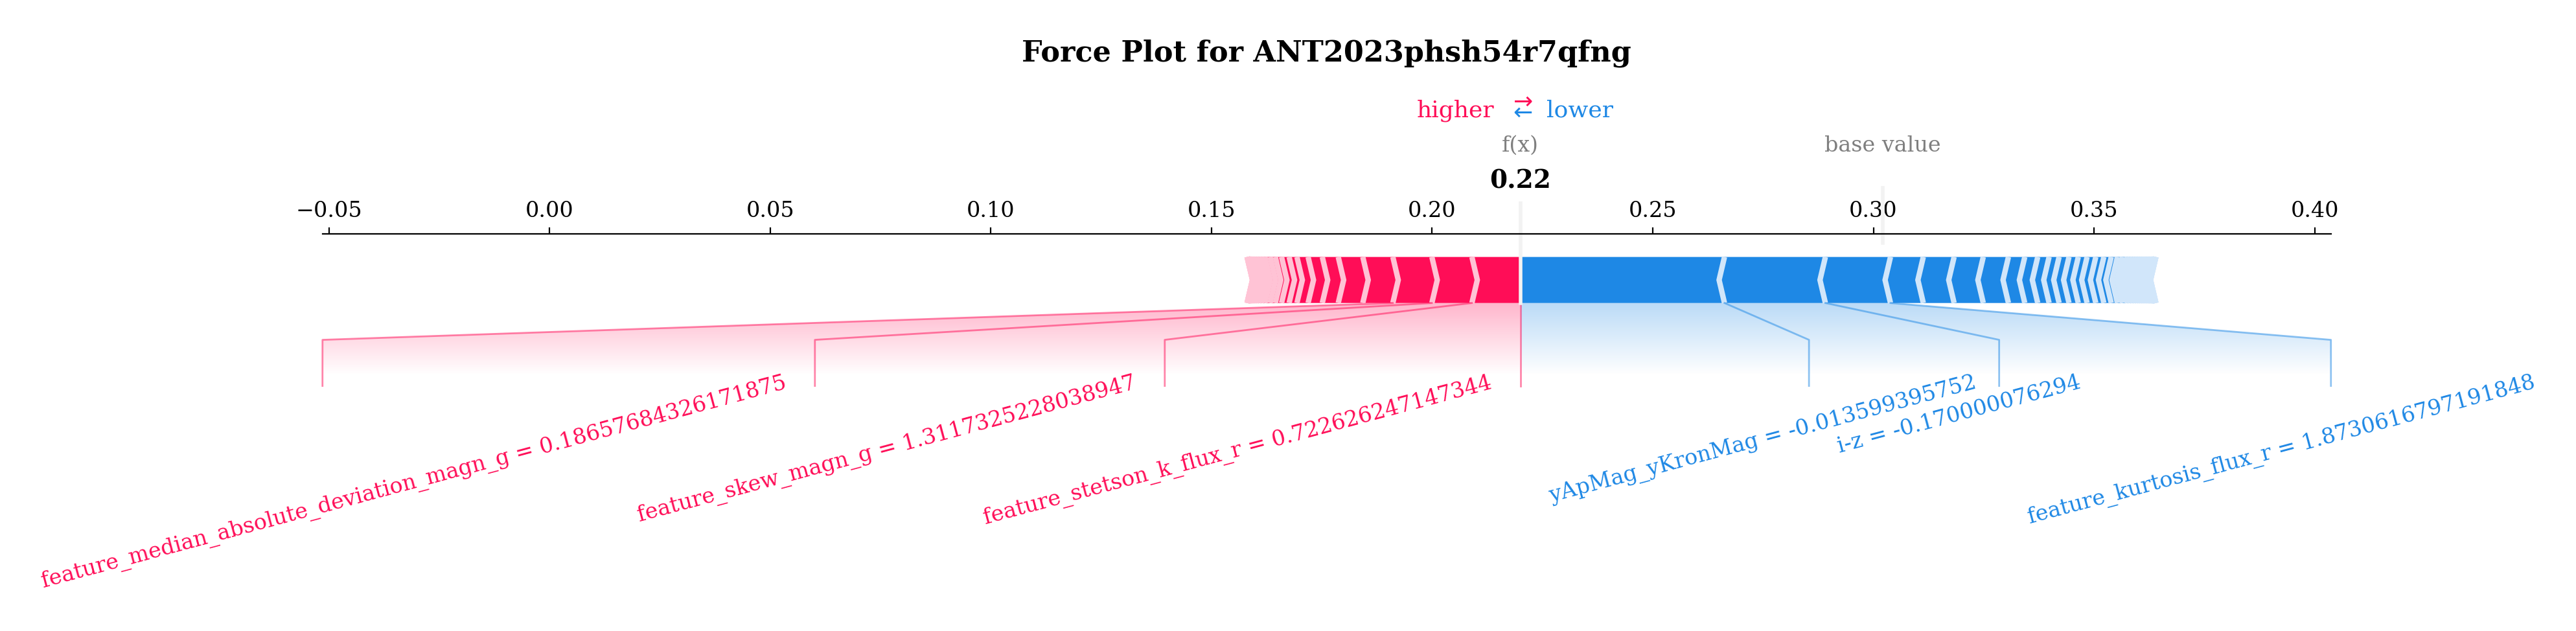 Force Plot for ANT2023phsh54r7qfng
higher ⇄ lower
f(x) base value
0.22
−0.05 0.00 0.05 0.10 0.15 0.20 0.25 0.30 0.35 0.40
feature_median_absolute_deviation_magn_g = 0.18657684326171875
feature_skew_magn_g = 1.3117325228038947
feature_stetson_k_flux_r = 0.722626247147344
yApMag_yKronMag = -0.013599395752
i-z = -0.170000076294
feature_kurtosis_flux_r = 1.8730616797191848